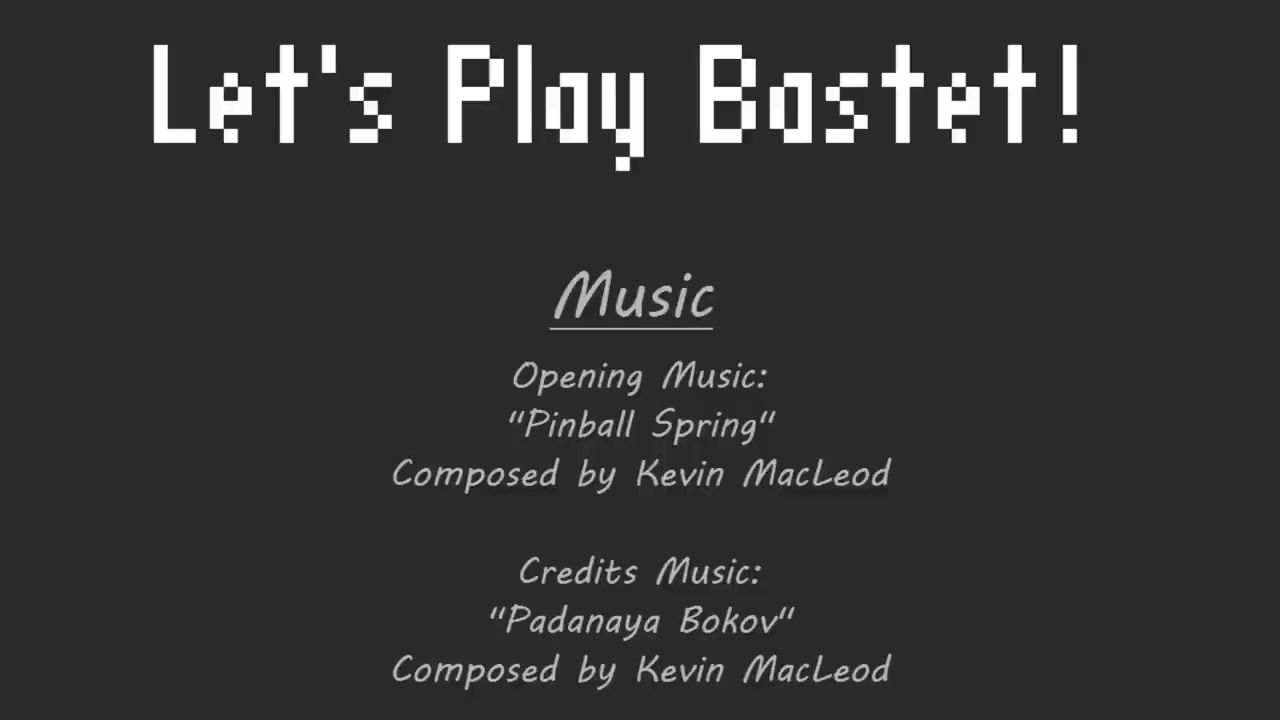 Let's Play Bastet!
Music
Opening Music:
"Pinball Spring"
Composed by Kevin MacLeod
Credits Music:
"Padanaya Bokov"
Composed by Kevin MacLeod